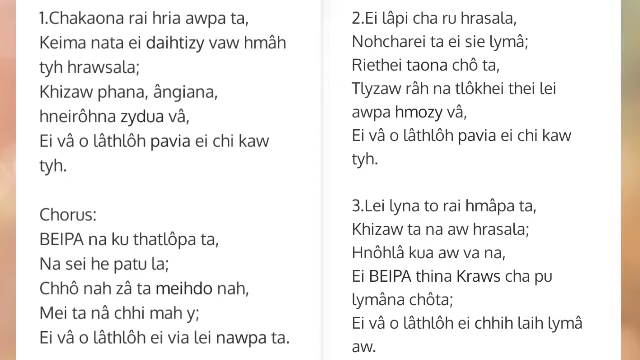 1.Chakaona rai hria awpa ta,
Keima nata ei daihtizy vaw hmâh
tyh hrawsala;
Khizaw phana, ângiana,
hneirôhna zydua vâ,
Ei vâ o lâthlôh pavia ei chi kaw
tyh.
Chorus:
BEIPA na ku thatlôpa ta,
Na sei he patu la;
Chhô nah zâ ta meihdo nah,
Mei ta nâ chhi mah y;
Ei vâ o lâthlôh ei via lei nawpa ta.
2.Ei lâpi cha ru hrasala,
Nohcharei ta ei sie lymâ;
Riethei taona chô ta,
Tlyzaw râh na tlôkhei thei lei
awpa hmozy vâ,
Ei vâ o lâthlôh pavia ei chi kaw
tyh.
3.Lei lyna to rai hmâpa ta,
Khizaw ta na aw hrasala;
Hnôhlâ kua aw va na,
Ei BEIPA thina Kraws cha pu
lymâna chôta;
Ei vâ o lâthlôh ei chhih laih lymâ
aw.